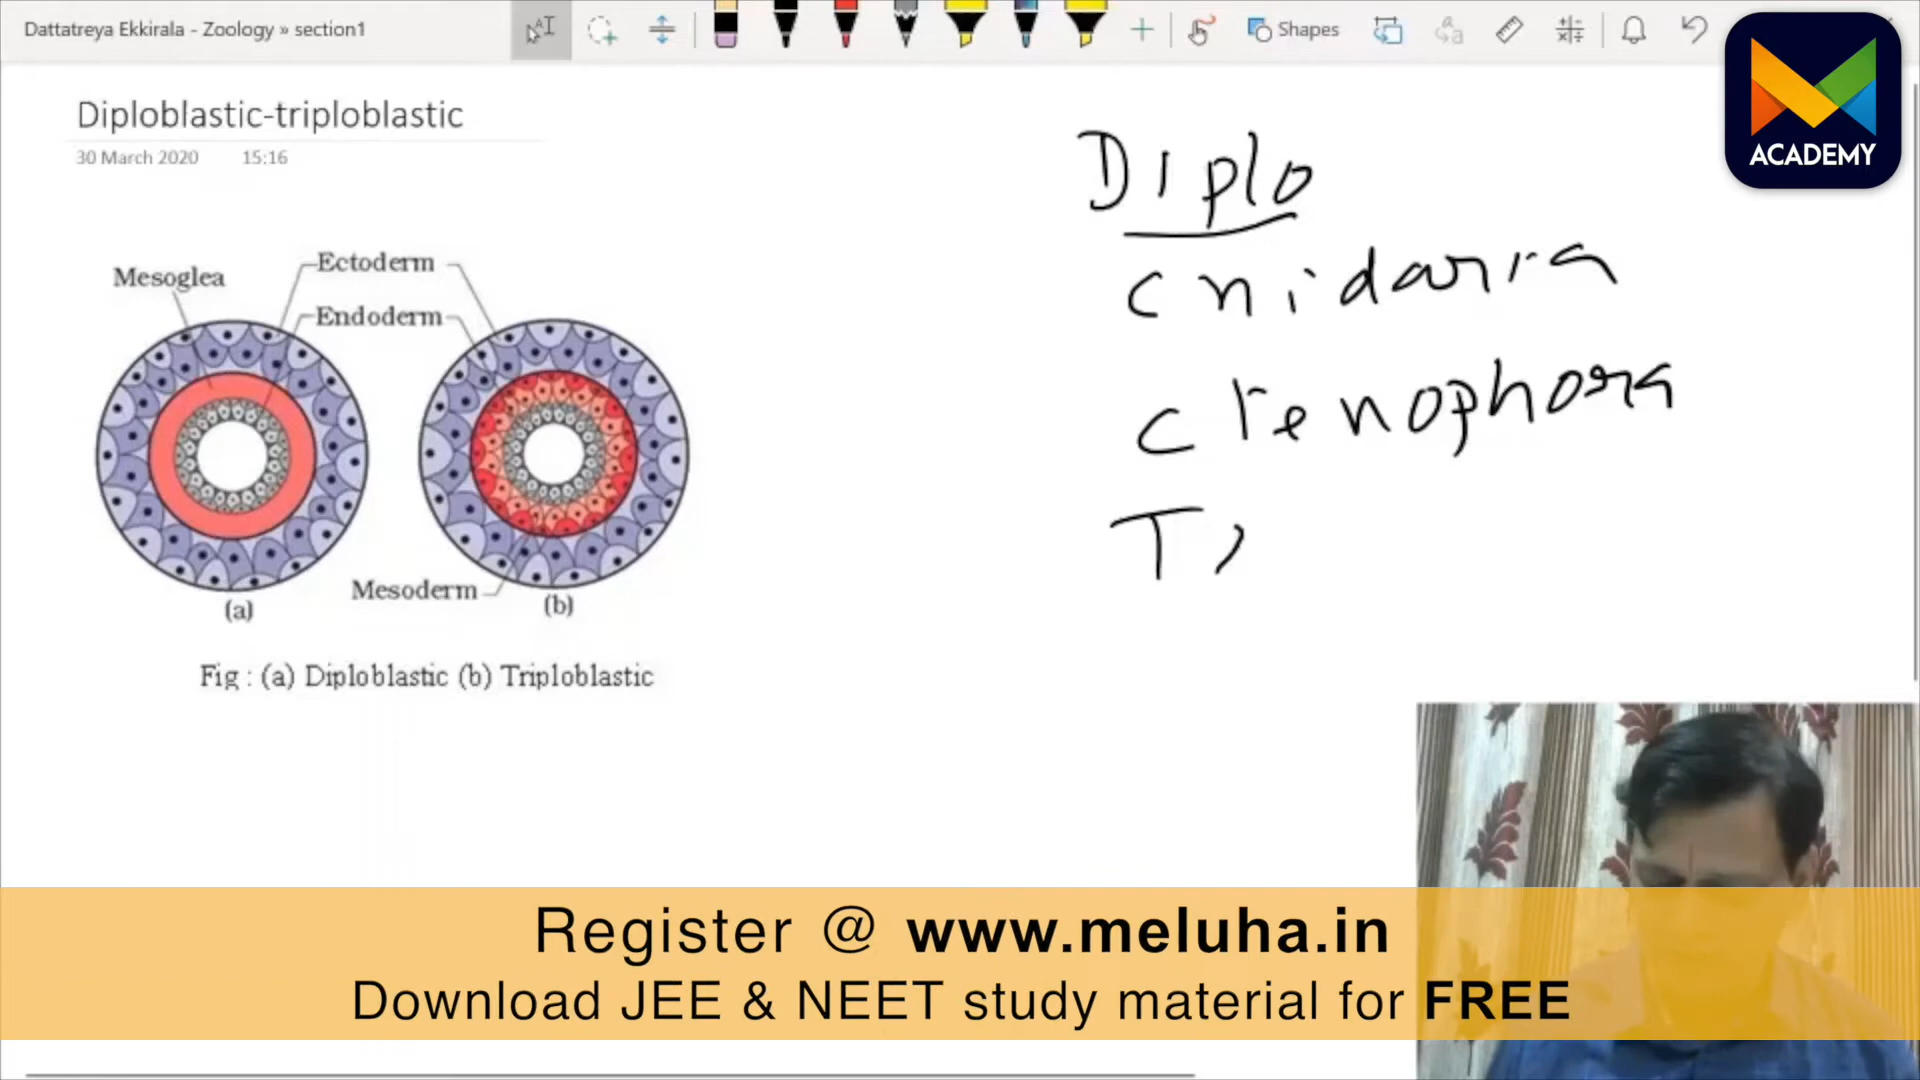 Dattatreya Ekkirala - Zoology » section1
Shapes
ACADEMY
Diploblastic-triploblastic
30 March 2020 15:16
Mesoglea
Ectoderm
Endoderm
Mesoderm
(a)
(b)
Fig : (a) Diploblastic (b) Triploblastic
Diplo
cnidaria
ctenophora
T
Register @ www.meluha.in
Download JEE & NEET study material for FREE